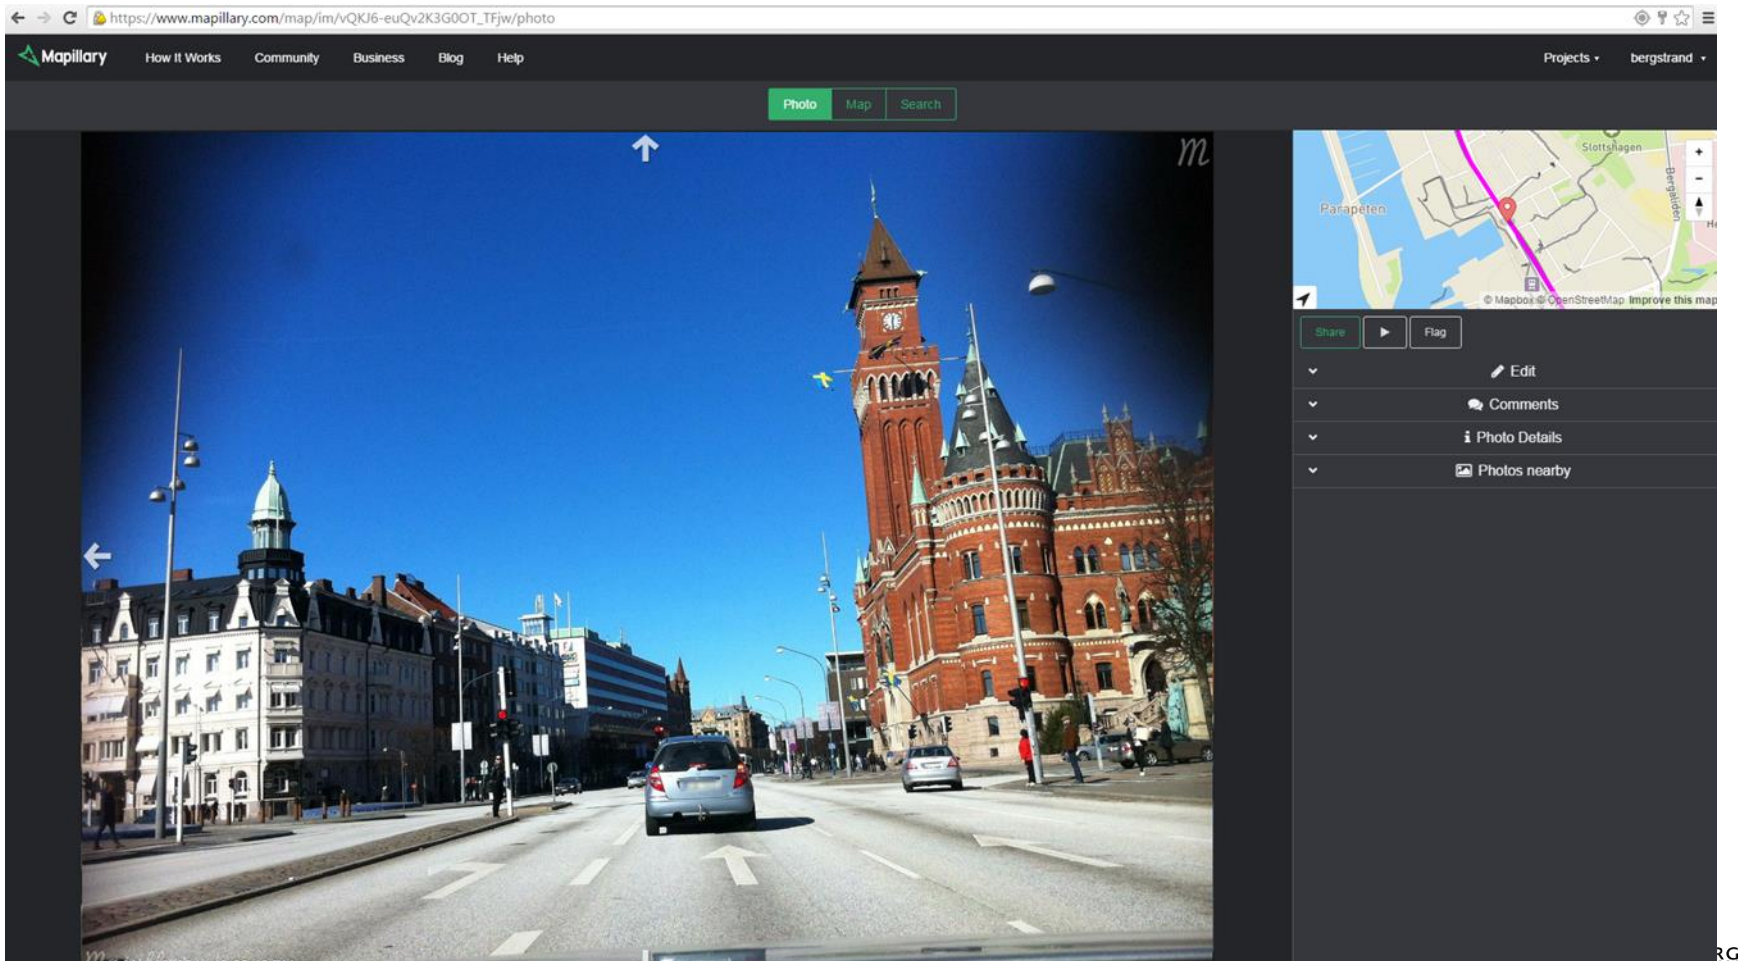 https://www.mapillary.com/map/im/vQKJ6-euQv2K3G0OT_TFjw/photo
Mapillary How It Works Community Business Blog Help Projects bergstrand
Photo Map Search
m
Slottshagen
Bergaliden
Parapeten
He
+
-
© Mapbox © OpenStreetMap Improve this map
Share Flag
Edit
Comments
Photo Details
Photos nearby
RG